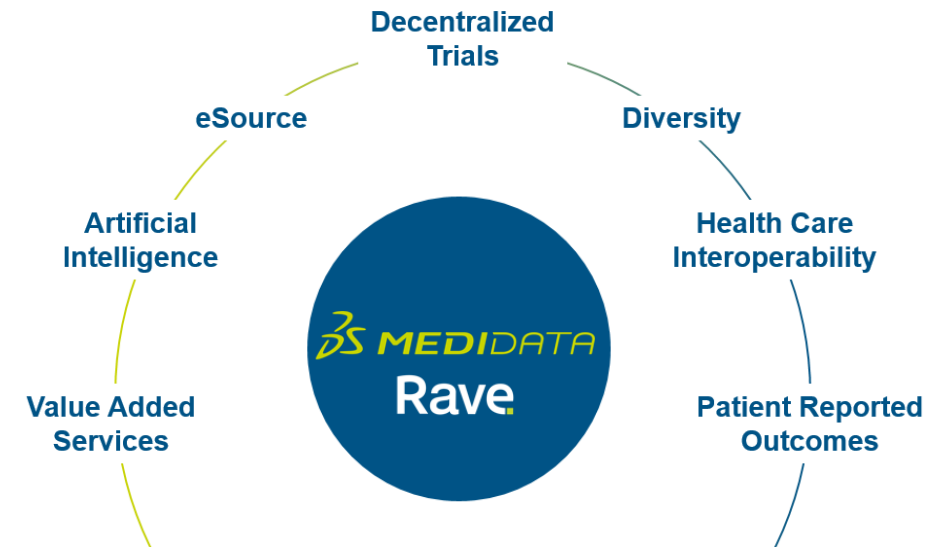 Decentralized
Trials
eSource
Diversity
Artificial
Intelligence
Health Care
Interoperability
MEDIDATA
Rave
Value Added
Services
Patient Reported
Outcomes